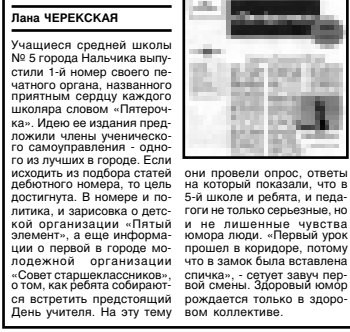 Лана ЧЕРЕКСКАЯ
Учащиеся средней школы
№ 5 города Нальчика выпу-
стили 1-й номер своего пе-
чатного органа, названного
приятным сердцу каждого
школяра словом «Пятероч-
ка». Идею ее издания пред-
ложили члены ученическо-
го самоуправления - одно-
го из лучших в городе. Если
исходить из подбора статей
дебютного номера, то цель
достигнута. В номере и по-
литика, и зарисовка о детс-
кой организации «Пятый
элемент», а еще информа-
ции о первой в городе мо-
лодежной организации
«Совет старшеклассников»,
о том, как ребята собирают-
ся встретить предстоящий
День учителя. На эту тему
они провели опрос, ответы
на который показали, что в
5-й школе и ребята, и педа-
гоги не только серьезные, но
и не лишенные чувства
юмора люди. «Первый урок
прошел в коридоре, потому
что в замок была вставлена
спичка», - сетует завуч пер-
вой смены. Здоровый юмор
рождается только в здоро-
вом коллективе.